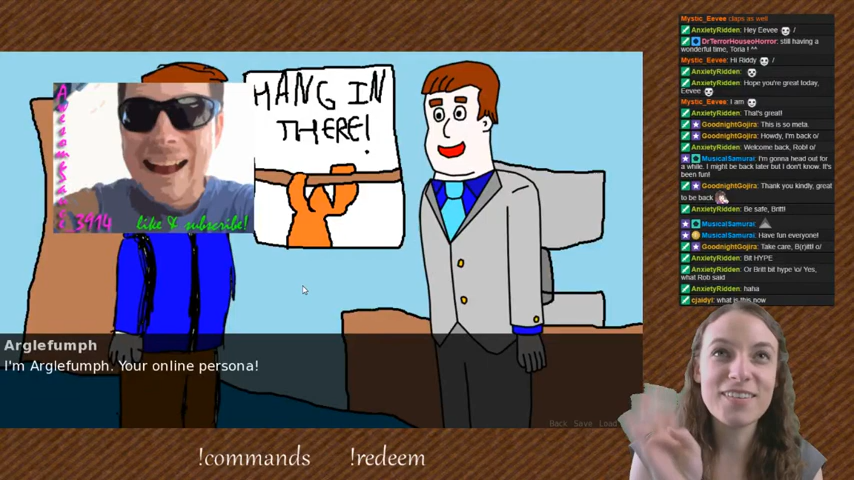 HANG IN
THERE!
3914
like & subscribe!
Arglefumph
I'm Arglefumph. Your online persona!
Back Save Load
!commands !redeem
Mystic_Eevee claps as well
AnxietyRidden: Hey Eevee /
DrTerrorHouseoHorror: still having a
wonderful time, Toria ! ^^
Mystic_Eevee: Hi Riddy /
AnxietyRidden:
AnxietyRidden: Hope you're great today,
Eevee
Mystic_Eevee: I am
AnxietyRidden: That's great!
GoodnightGojira: This is so meta.
GoodnightGojira: Howdy, I'm back o/
AnxietyRidden: Welcome back, Rob! o/
MusicalSamurai: I'm gonna head out for
a while. I might be back later but I don't know. It's
been fun!
GoodnightGojira: Thank you kindly, great
to be back
AnxietyRidden: Be safe, Britt!
MusicalSamurai:
MusicalSamurai: Have fun everyone!
GoodnightGojira: Take care, B(r)itt! o/
AnxietyRidden: Bit HYPE
AnxietyRidden: Or Britt bit hype \o/ Yes,
what Rob said
AnxietyRidden: haha
cjaidyl: what is this now